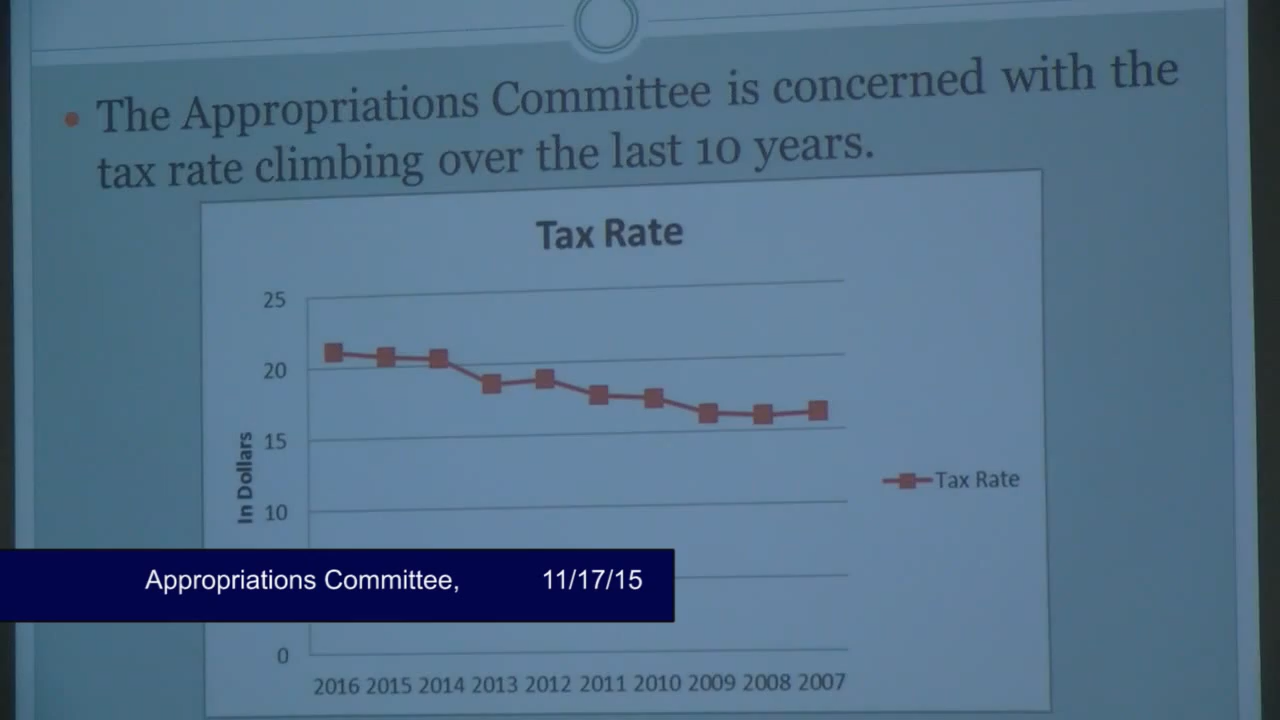 • The Appropriations Committee is concerned with the
tax rate climbing over the last 10 years.
Tax Rate
25
20
15
10
0
In Dollars
Tax Rate
2016 2015 2014 2013 2012 2011 2010 2009 2008 2007
Appropriations Committee, 11/17/15